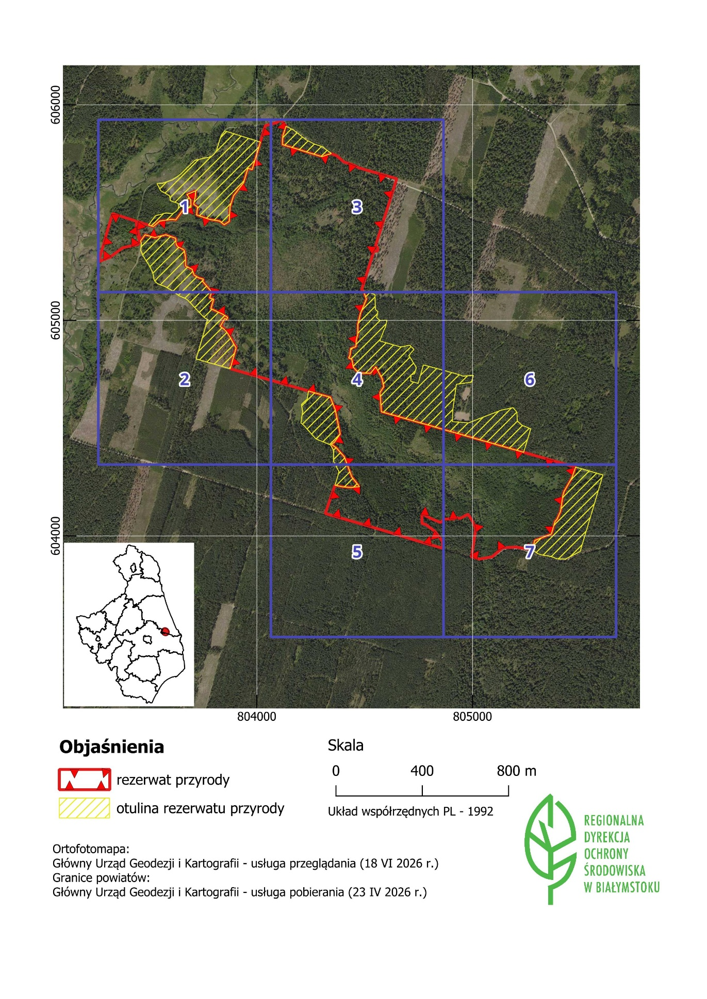 606000
605000
604000
1
3
2
4
6
5
7
804000
805000
Objaśnienia
rezerwat przyrody
otulina rezerwatu przyrody
Skala
0
400
800 m
Układ współrzędnych PL - 1992
REGIONALNA
DYREKCJA
OCHRONY
ŚRODOWISKA
W BIAŁYMSTOKU
Ortofotomapa:
Główny Urząd Geodezji i Kartografii - usługa przeglądania (18 VI 2026 r.)
Granice powiatów:
Główny Urząd Geodezji i Kartografii - usługa pobierania (23 IV 2026 r.)